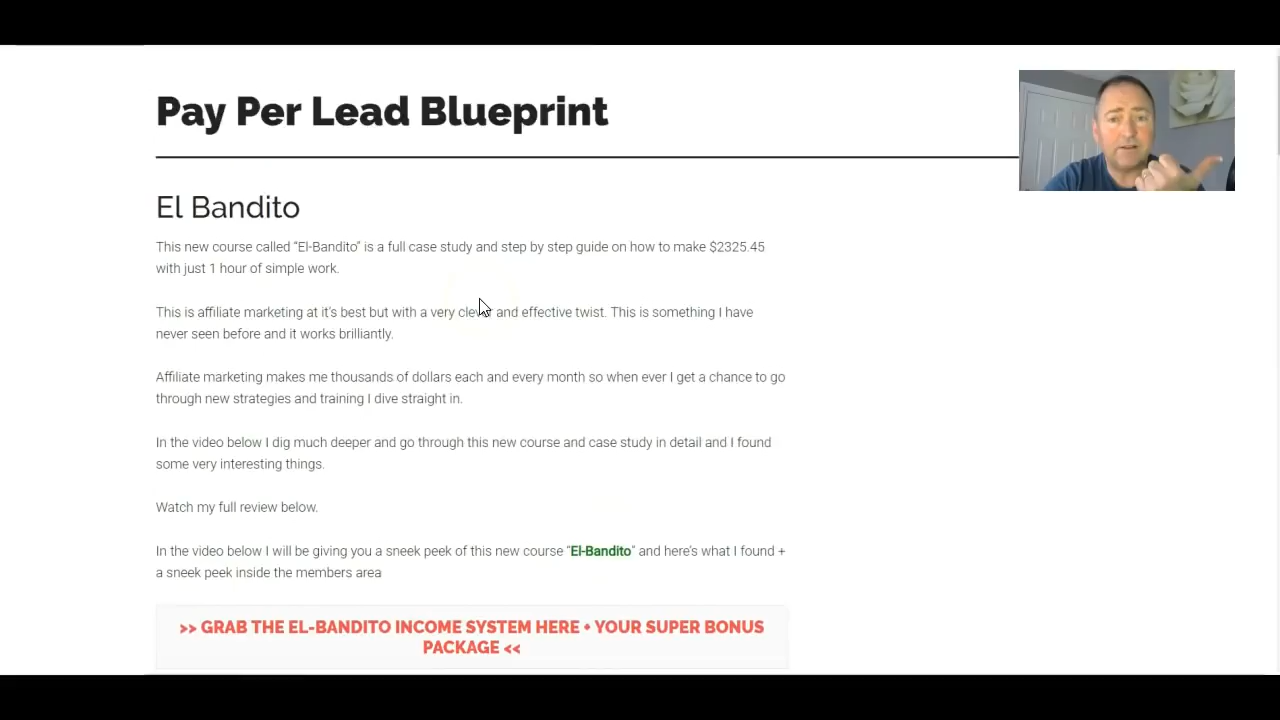 Pay Per Lead Blueprint
El Bandito
This new course called “El-Bandito” is a full case study and step by step guide on how to make $2325.45
with just 1 hour of simple work.
This is affiliate marketing at it’s best but with a very clever and effective twist. This is something I have
never seen before and it works brilliantly.
Affiliate marketing makes me thousands of dollars each and every month so when ever I get a chance to go
through new strategies and training I dive straight in.
In the video below I dig much deeper and go through this new course and case study in detail and I found
some very interesting things.
Watch my full review below.
In the video below I will be giving you a sneek peek of this new course “El-Bandito” and here’s what I found +
a sneek peek inside the members area
>> GRAB THE EL-BANDITO INCOME SYSTEM HERE + YOUR SUPER BONUS
PACKAGE <<